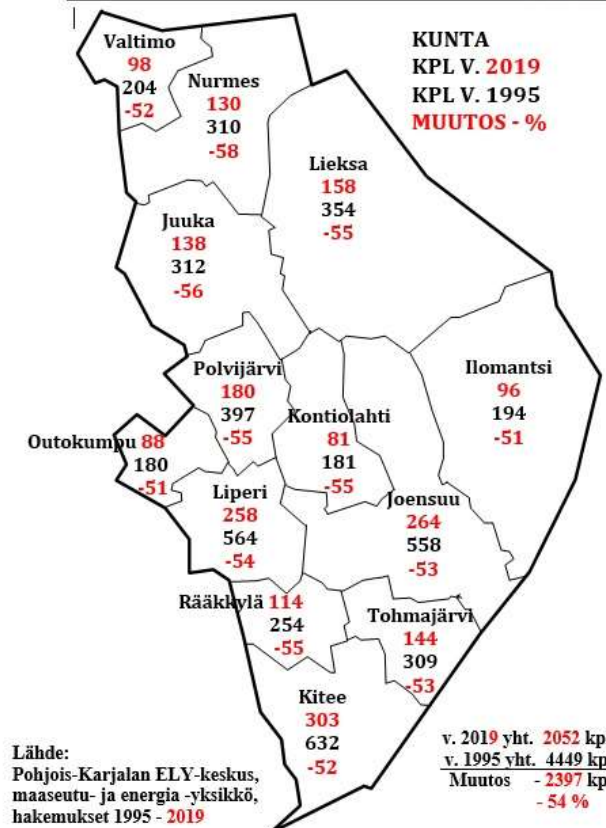 KUNTA
KPL V. 2019
KPL V. 1995
MUUTOS - %
Valtimo
98
204
-52
Nurmes
130
310
-58
Lieksa
158
354
-55
Juuka
138
312
-56
Polvijärvi
180
397
-55
Kontiolahti
81
181
-55
Ilomantsi
96
194
-51
Outokumpu 88
180
-51
Liperi
258
564
-54
Joensuu
264
558
-53
Rääkkylä 114
254
-55
Tohmajärvi
144
309
-53
Kitee
303
632
-52
Lähde:
Pohjois-Karjalan ELY-keskus,
maaseutu- ja energia -yksikkö,
hakemukset 1995 - 2019
v. 2019 yht. 2052 kp
v. 1995 yht. 4449 kp
Muutos - 2397 kp
- 54 %